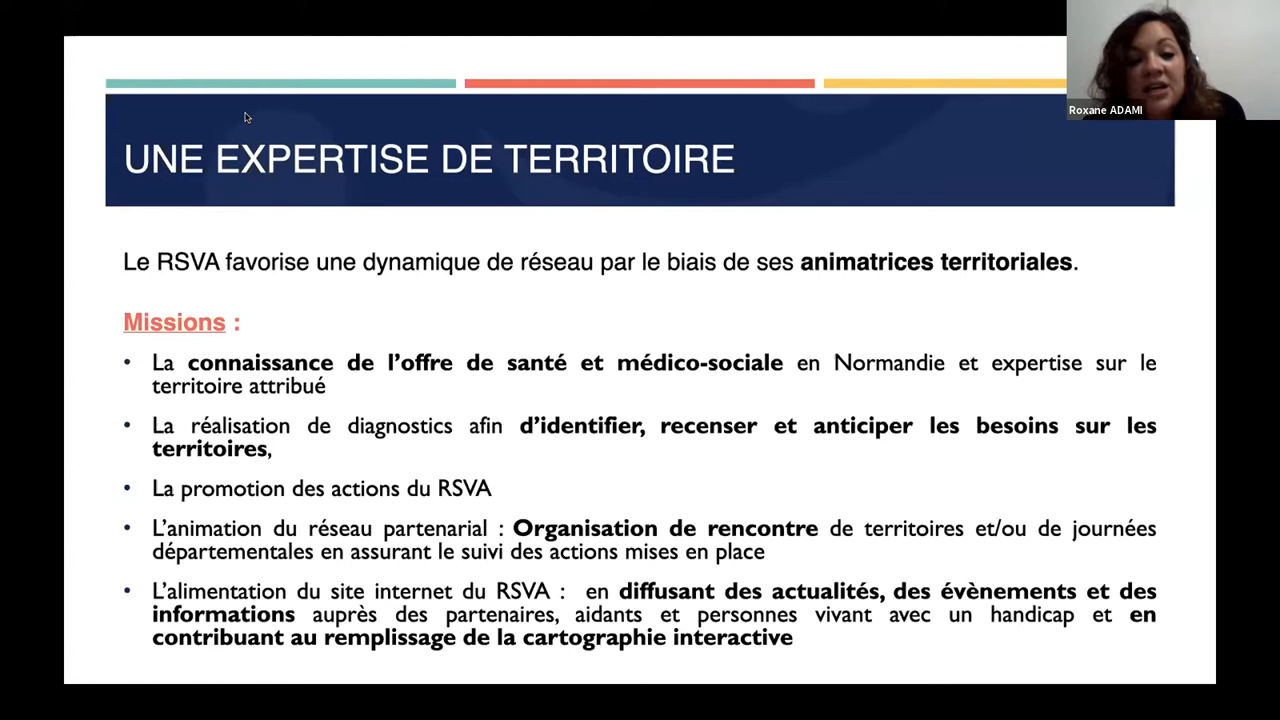 Roxane ADAMI
UNE EXPERTISE DE TERRITOIRE
Le RSVA favorise une dynamique de réseau par le biais de ses animatrices territoriales.
Missions :
• La connaissance de l’offre de santé et médico-sociale en Normandie et expertise sur le
territoire attribué
• La réalisation de diagnostics afin d’identifier, recenser et anticiper les besoins sur les
territoires,
• La promotion des actions du RSVA
• L’animation du réseau partenarial : Organisation de rencontre de territoires et/ou de journées
départementales en assurant le suivi des actions mises en place
• L’alimentation du site internet du RSVA : en diffusant des actualités, des évènements et des
informations auprès des partenaires, aidants et personnes vivant avec un handicap et en
contribuant au remplissage de la cartographie interactive